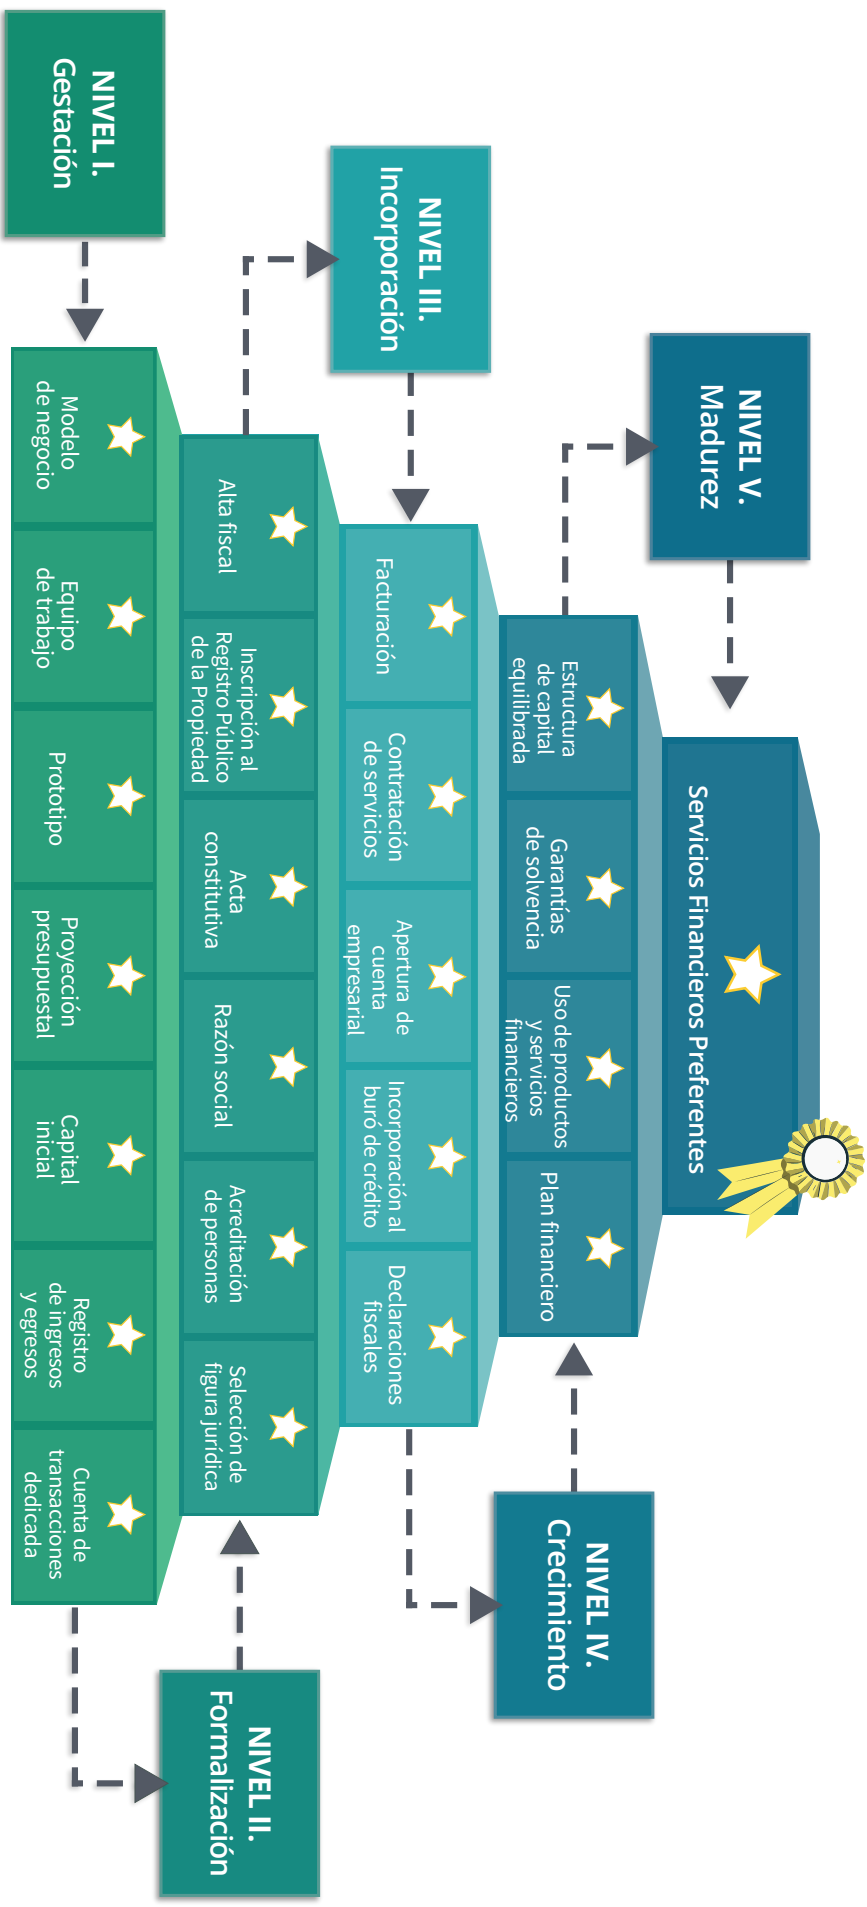 NIVEL I.
Gestación
Modelo
de negocio
Equipo
de trabajo
Prototipo
Proyección
presupuestal
Capital
inicial
Registro
de ingresos
y egresos
Cuenta de
transacciones
dedicada
NIVEL II.
Formalización
Alta fiscal
Inscripción al
Registro Público
de la Propiedad
Acta
constitutiva
Razón social
Acreditación
de personas
Selección de
figura jurídica
NIVEL III.
Incorporación
Facturación
Contratación
de servicios
Apertura de
cuenta
empresarial
Incorporación al
buró de crédito
Declaraciones
fiscales
NIVEL IV.
Crecimiento
Estructura
de capital
equilibrada
Garantías
de solvencia
Uso de productos
y servicios
financieros
Plan financiero
NIVEL V.
Madurez
Servicios Financieros Preferentes